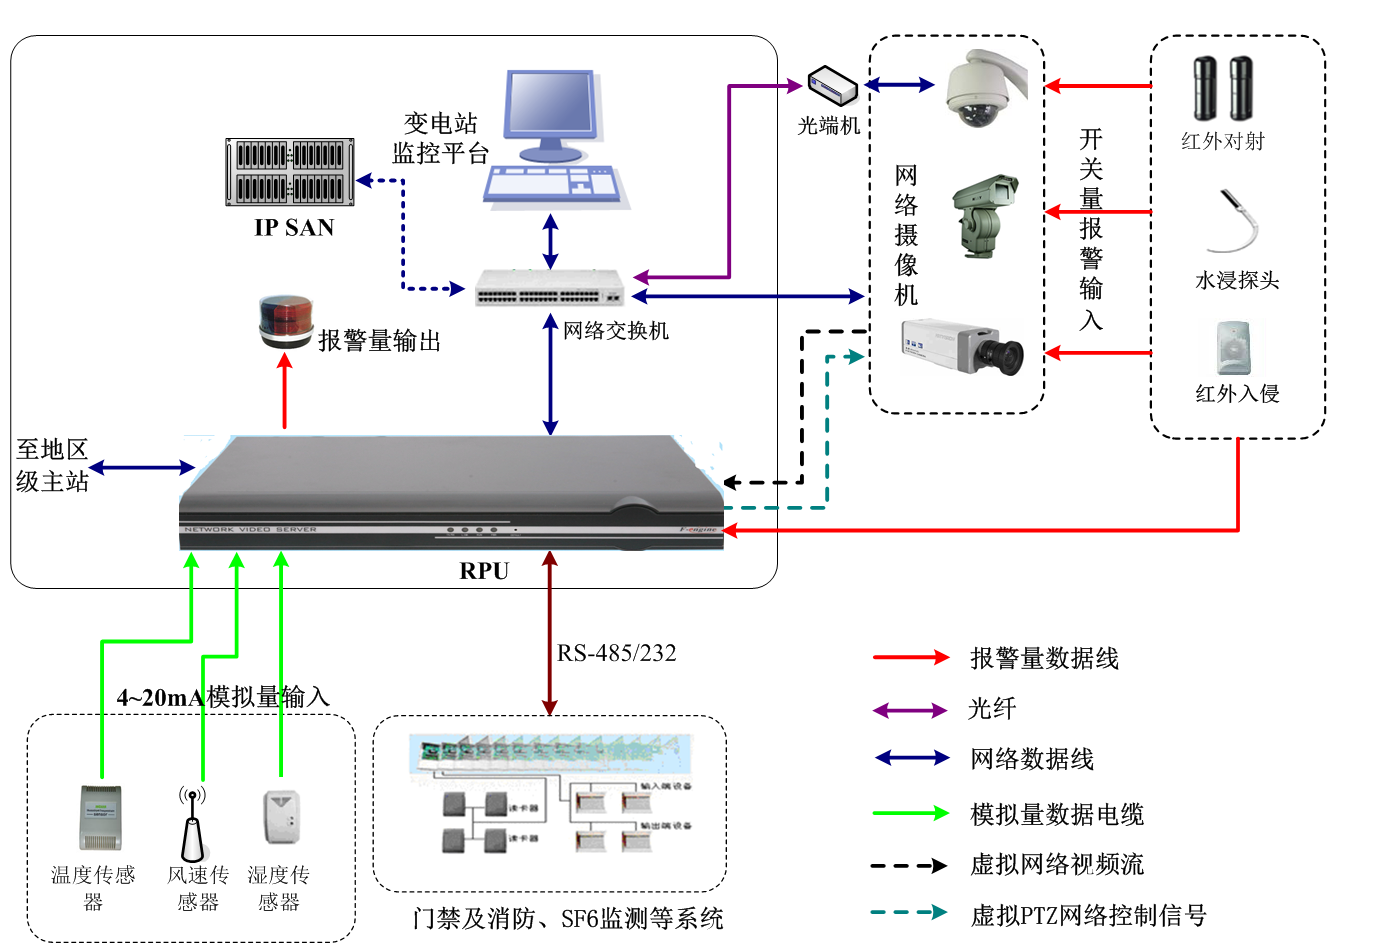 变电站
监控平台
光端机
IP SAN
网络交换机
报警量输出
至地区
级主站
NETWORK VIDEO SERVER
F-engine
RPU
网络摄像机
开关量报警输入
红外对射
水浸探头
红外入侵
RS-485/232
4~20mA模拟量输入
温度传感
器
风速传
感器
湿度传
感器
输入端设备
读卡器
输出端设备
读卡器
门禁及消防、SF6监测等系统
报警量数据线
光纤
网络数据线
模拟量数据电缆
虚拟网络视频流
虚拟PTZ网络控制信号